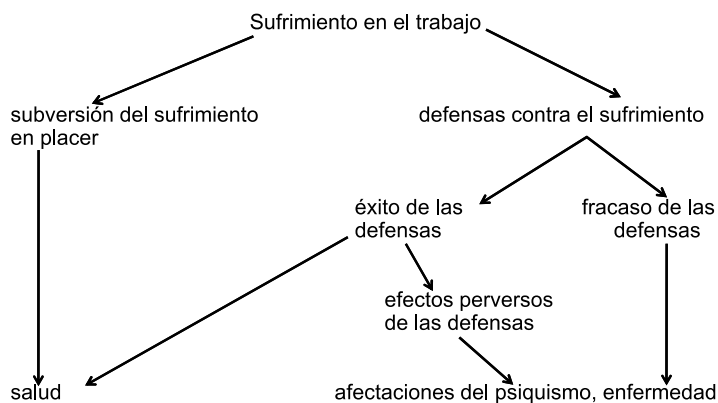 Sufrimiento en el trabajo
subversión del sufrimiento
en placer
defensas contra el sufrimiento
éxito de las
defensas
fracaso de las
defensas
efectos perversos
de las defensas
salud
afectaciones del psiquismo, enfermedad